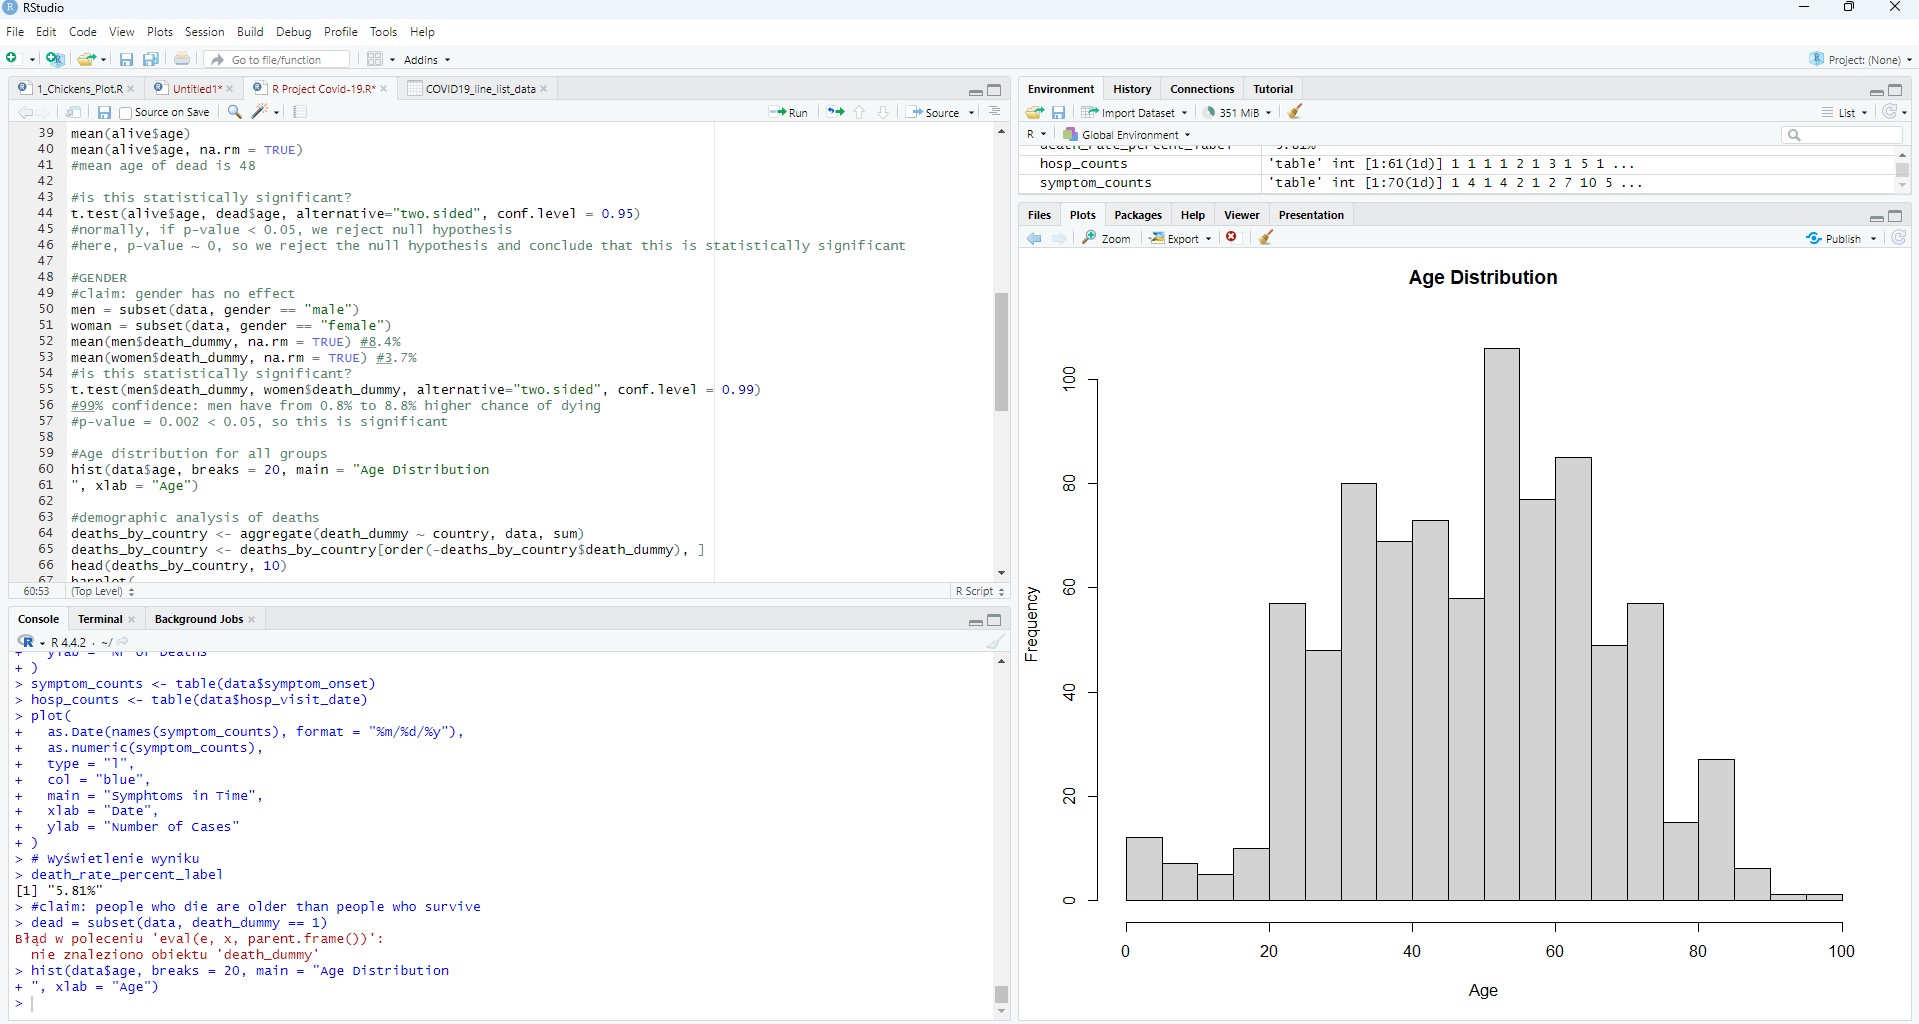 RStudio
File Edit Code View Plots Session Build Debug Profile Tools Help
Go to file/function Addins Project: (None)
1_Chickens_Plot.R Untitled1* R Project Covid-19.R* COVID19_line_list_data
Source on Save Run Source
39 mean(alive$age)
40 mean(alive$age, na.rm = TRUE)
41 #mean age of dead is 48
42
43 #is this statistically significant?
44 t.test(alive$age, dead$age, alternative="two.sided", conf.level = 0.95)
45 #normally, if p-value < 0.05, we reject null hypothesis
46 #here, p-value ~ 0, so we reject the null hypothesis and conclude that this is statistically significant
47
48 #GENDER
49 #claim: gender has no effect
50 men = subset(data, gender == "male")
51 woman = subset(data, gender == "female")
52 mean(men$death_dummy, na.rm = TRUE) #8.4%
53 mean(women$death_dummy, na.rm = TRUE) #3.7%
54 #is this statistically significant?
55 t.test(men$death_dummy, women$death_dummy, alternative="two.sided", conf.level = 0.99)
56 #99% confidence: men have from 0.8% to 8.8% higher chance of dying
57 #p-value = 0.002 < 0.05, so this is significant
58
59 #Age distribution for all groups
60 hist(data$age, breaks = 20, main = "Age Distribution
61 ", xlab = "Age")
62
63 #demographic analysis of deaths
64 deaths_by_country <- aggregate(death_dummy ~ country, data, sum)
65 deaths_by_country <- deaths_by_country[order(-deaths_by_country$death_dummy), ]
66 head(deaths_by_country, 10)
67 barplot(
60:53 (Top Level) R Script
Console Terminal Background Jobs
R 4.4.2 · ~/
+ ylab = "Nr of Deaths"
+ )
> symptom_counts <- table(data$symptom_onset)
> hosp_counts <- table(data$hosp_visit_date)
> plot(
+ as.Date(names(symptom_counts), format = "%m/%d/%y"),
+ as.numeric(symptom_counts),
+ type = "l",
+ col = "blue",
+ main = "Symphtoms in Time",
+ xlab = "Date",
+ ylab = "Number of Cases"
+ )
> # Wyświetlenie wyniku
> death_rate_percent_label
[1] "5.81%"
> #claim: people who die are older than people who survive
> dead = subset(data, death_dummy == 1)
Błąd w poleceniu 'eval(e, x, parent.frame())':
nie znaleziono obiektu 'death_dummy'
> hist(data$age, breaks = 20, main = "Age Distribution
+ ", xlab = "Age")
>
Environment History Connections Tutorial
Import Dataset 351 MiB List
R Global Environment
death_rate_percent_label "5.81%"
hosp_counts 'table' int [1:61(1d)] 1 1 1 1 2 1 3 1 5 1 ...
symptom_counts 'table' int [1:70(1d)] 1 4 1 4 2 1 2 7 10 5 ...
Files Plots Packages Help Viewer Presentation
Zoom Export Publish
Age Distribution
Frequency
100
80
60
40
20
0
0 20 40 60 80 100
Age